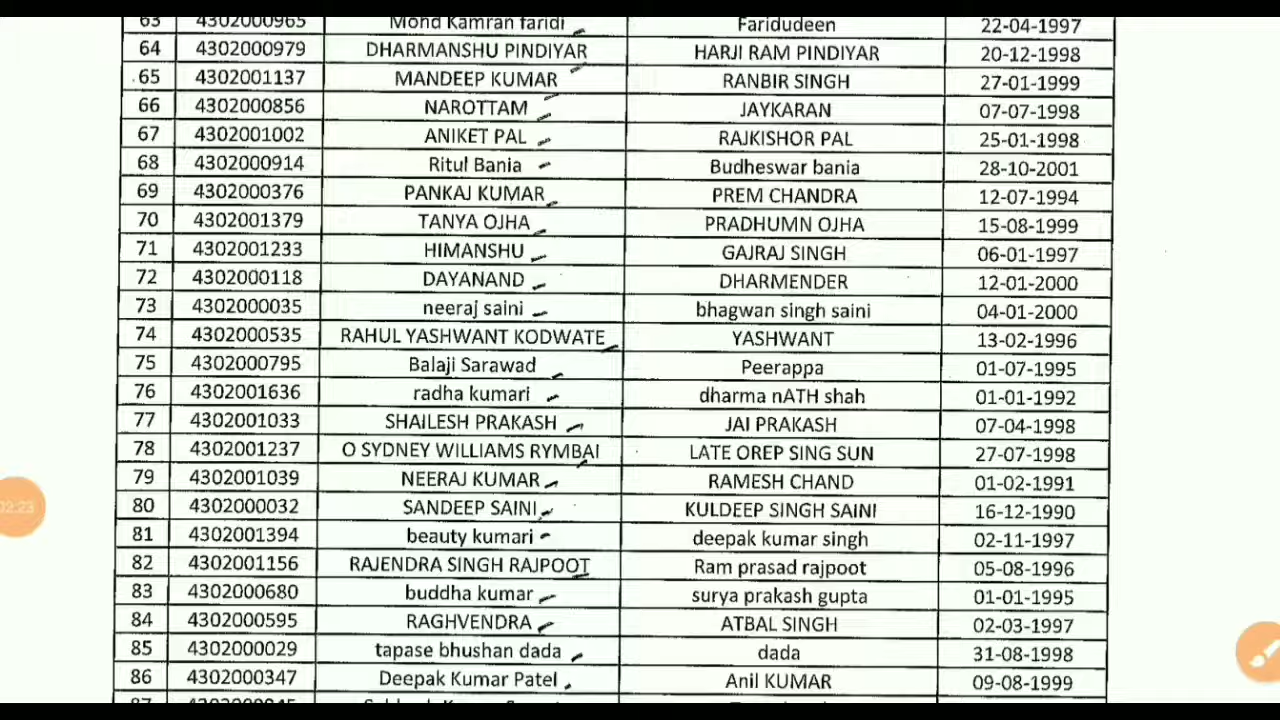 63 4302000965 Mohd Kamran faridi Faridudeen 22-04-1997
64 4302000979 DHARMANSHU PINDIYAR HARJI RAM PINDIYAR 20-12-1998
65 4302001137 MANDEEP KUMAR RANBIR SINGH 27-01-1999
66 4302000856 NAROTTAM JAYKARAN 07-07-1998
67 4302001002 ANIKET PAL RAJKISHOR PAL 25-01-1998
68 4302000914 Ritul Bania Budheswar bania 28-10-2001
69 4302000376 PANKAJ KUMAR PREM CHANDRA 12-07-1994
70 4302001379 TANYA OJHA PRADHUMN OJHA 15-08-1999
71 4302001233 HIMANSHU GAJRAJ SINGH 06-01-1997
72 4302000118 DAYANAND DHARMENDER 12-01-2000
73 4302000035 neeraj saini bhagwan singh saini 04-01-2000
74 4302000535 RAHUL YASHWANT KODWATE YASHWANT 13-02-1996
75 4302000795 Balaji Sarawad Peerappa 01-07-1995
76 4302001636 radha kumari dharma nATH shah 01-01-1992
77 4302001033 SHAILESH PRAKASH JAI PRAKASH 07-04-1998
78 4302001237 O SYDNEY WILLIAMS RYMBAI LATE OREP SING SUN 27-07-1998
79 4302001039 NEERAJ KUMAR RAMESH CHAND 01-02-1991
80 4302000032 SANDEEP SAINI KULDEEP SINGH SAINI 16-12-1990
02:23
81 4302001394 beauty kumari deepak kumar singh 02-11-1997
82 4302001156 RAJENDRA SINGH RAJPOOT Ram prasad rajpoot 05-08-1996
83 4302000680 buddha kumar surya prakash gupta 01-01-1995
84 4302000595 RAGHVENDRA ATBAL SINGH 02-03-1997
85 4302000029 tapase bhushan dada dada 31-08-1998
86 4302000347 Deepak Kumar Patel Anil KUMAR 09-08-1999
87